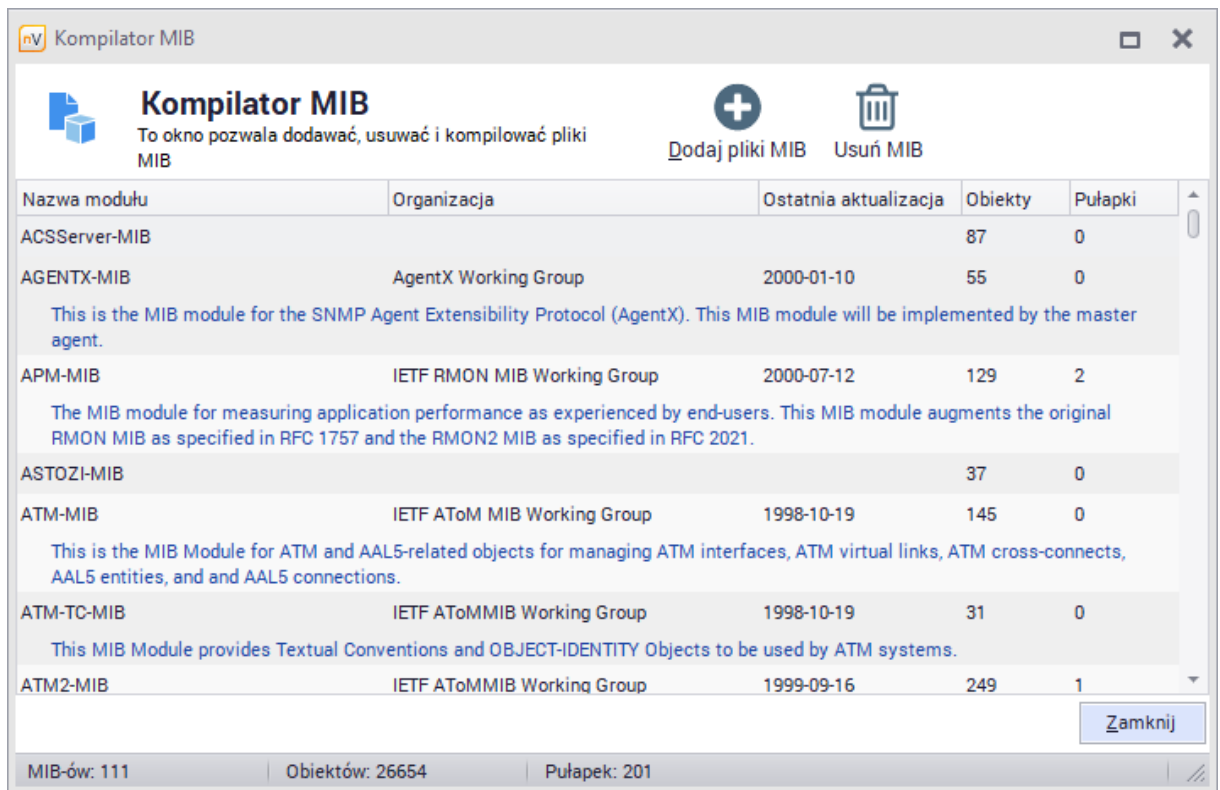 nV Kompilator MIB
Kompilator MIB
To okno pozwala dodawać, usuwać i kompilować pliki
MIB
Dodaj pliki MIB Usuń MIB
Nazwa modułu Organizacja Ostatnia aktualizacja Obiekty Pułapki
ACSServer-MIB 87 0
AGENTX-MIB AgentX Working Group 2000-01-10 55 0
This is the MIB module for the SNMP Agent Extensibility Protocol (AgentX). This MIB module will be implemented by the master
agent.
APM-MIB IETF RMON MIB Working Group 2000-07-12 129 2
The MIB module for measuring application performance as experienced by end-users. This MIB module augments the original
RMON MIB as specified in RFC 1757 and the RMON2 MIB as specified in RFC 2021.
ASTOZI-MIB 37 0
ATM-MIB IETF AToM MIB Working Group 1998-10-19 145 0
This is the MIB Module for ATM and AAL5-related objects for managing ATM interfaces, ATM virtual links, ATM cross-connects,
AAL5 entities, and and AAL5 connections.
ATM-TC-MIB IETF AToMMIB Working Group 1998-10-19 31 0
This MIB Module provides Textual Conventions and OBJECT-IDENTITY Objects to be used by ATM systems.
ATM2-MIB IETF AToMMIB Working Group 1999-09-16 249 1
Zamknij
MIB-ów: 111 Obiektów: 26654 Pułapek: 201